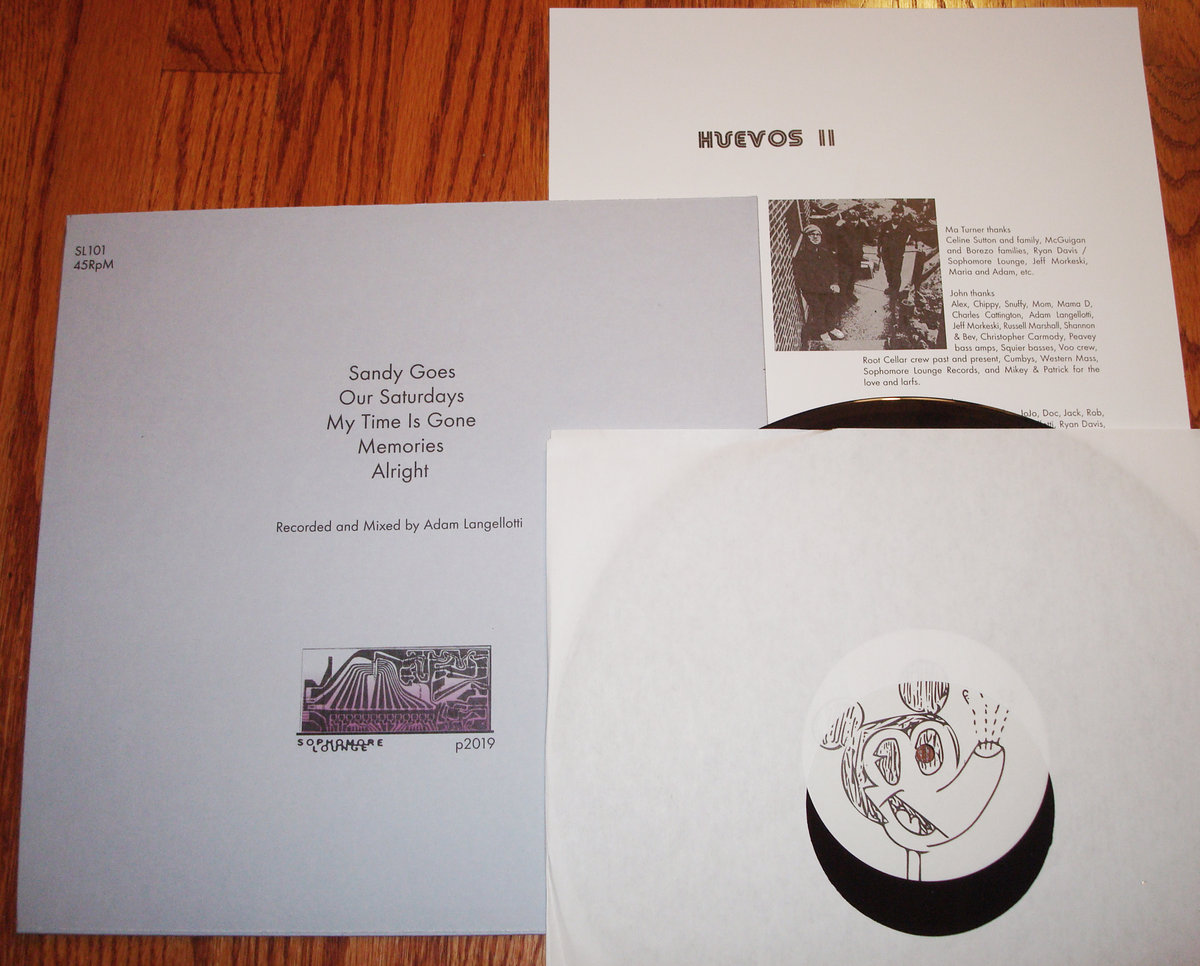 SL101
45RpM
Sandy Goes
Our Saturdays
My Time Is Gone
Memories
Alright
Recorded and Mixed by Adam Langellotti
SOPHOMORE
LOUNGE
p2019
HUEVOS II
Ma Turner thanks
Celine Sutton and family, McGuigan
and Borezo families, Ryan Davis /
Sophomore Lounge, Jeff Morkeski,
Maria and Adam, etc.
John thanks
Alex, Chippy, Snuffy, Mom, Mama D,
Charles Cattington, Adam Langellotti,
Jeff Morkeski, Russell Marshall, Shannon
& Bev, Christopher Carmody, Peavey
bass amps, Squier basses, Voo crew,
Root Cellar crew past and present, Cumbys, Western Mass,
Sophomore Lounge Records, and Mikey & Patrick for the
love and larfs.
JoJo, Doc, Jack, Rob,
Ryan Davis,